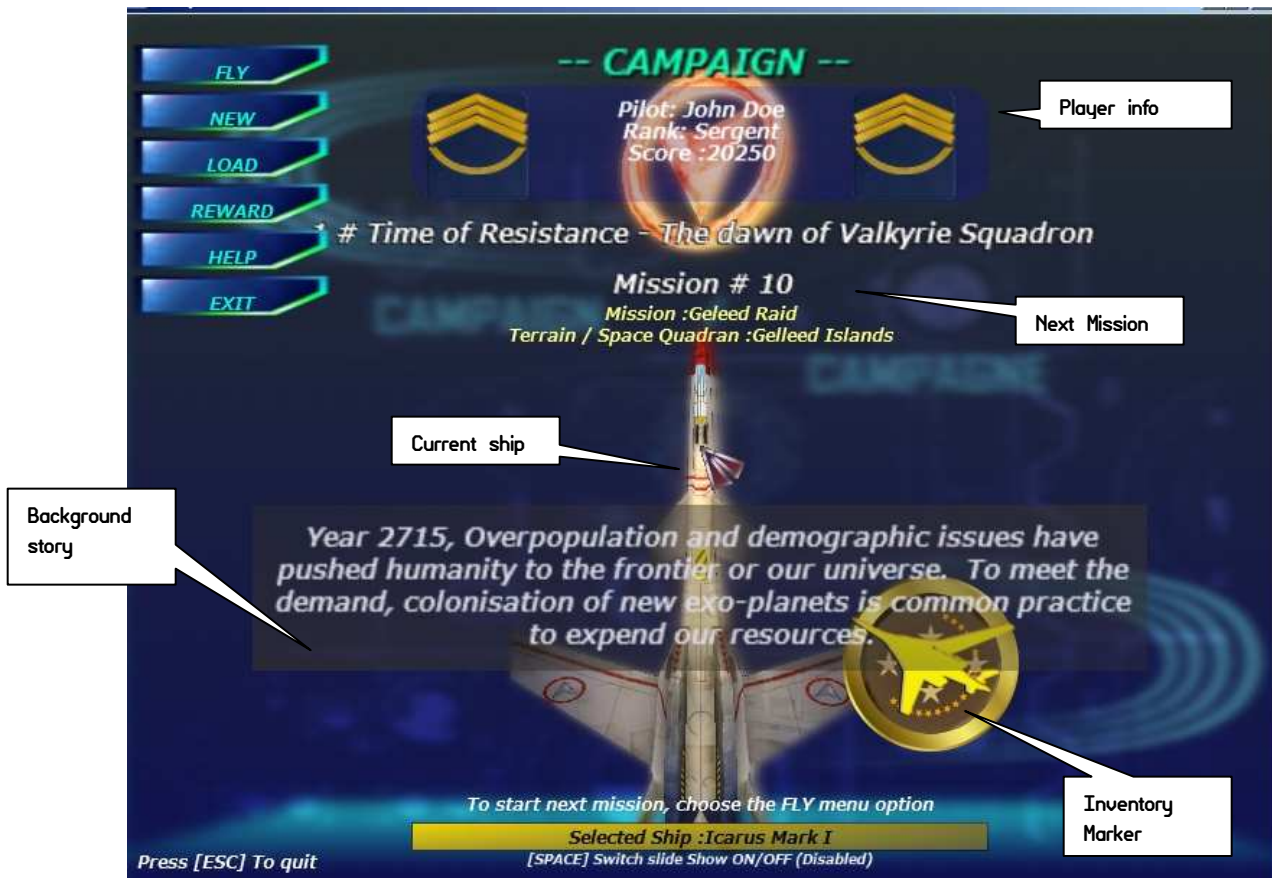 -- CAMPAIGN --
FLY
NEW
LOAD
REWARD
HELP
EXIT
Pilot: John Doe
Rank: Sergent
Score :20250
Player info
# Time of Resistance - The dawn of Valkyrie Squadron
Mission # 10
Mission :Geleed Raid
Terrain / Space Quadran :Gelleed Islands
Next Mission
CAMPAIGN
CAMPAGNE
Current ship
Background
story
Year 2715, Overpopulation and demographic issues have
pushed humanity to the frontier or our universe. To meet the
demand, colonisation of new exo-planets is common practice
to expend our resources.
Inventory
Marker
To start next mission, choose the FLY menu option
Selected Ship :Icarus Mark I
[SPACE] Switch slide Show ON/OFF (Disabled)
Press [ESC] To quit